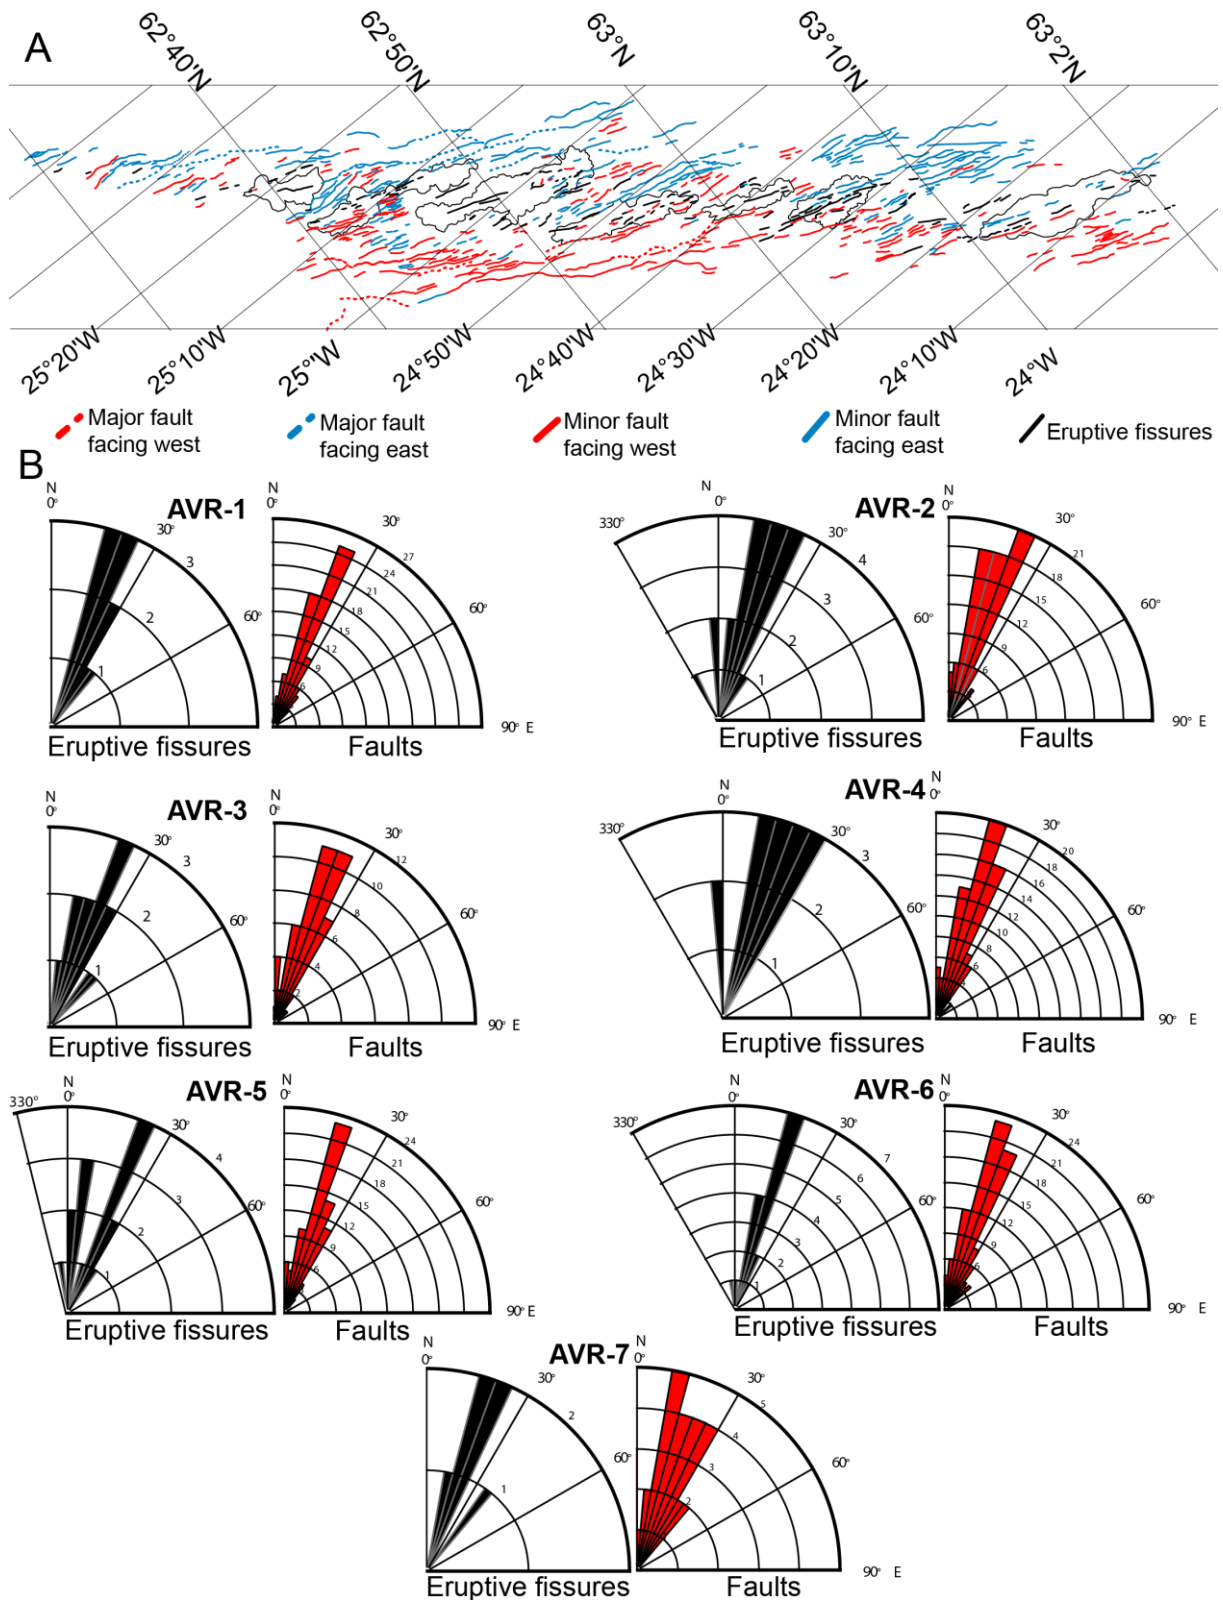 A
62°40'N
62°50'N
63°N
63°10'N
63°2'N
25°20'W
25°10'W
25°'W
24°50'W
24°40'W
24°30'W
24°20'W
24°10'W
24°W
Major fault
facing west
Major fault
facing east
Minor fault
facing west
Minor fault
facing east
Eruptive fissures
B
AVR-1
N
0°
30°
3
2
1
60°
Eruptive fissures
N
0°
30°
27
24
21
18
15
12
9
6
60°
90° E
Faults
AVR-2
330°
N
0°
30°
4
3
2
1
60°
Eruptive fissures
N
0°
30°
21
18
15
12
9
6
60°
90° E
Faults
AVR-3
N
0°
30°
3
2
1
60°
Eruptive fissures
30°
12
10
8
6
4
2
60°
90° E
Faults
AVR-4
330°
N
0°
30°
3
2
1
60°
Eruptive fissures
N
0°
30°
20
18
16
14
12
10
8
6
4
60°
90° E
Faults
AVR-5
330°
N
0°
30°
4
3
2
1
60°
Eruptive fissures
N
0°
30°
24
21
18
15
12
9
6
3
60°
90° E
Faults
AVR-6
330°
N
0°
30°
7
6
5
4
3
2
1
60°
Eruptive fissures
N
0°
30°
24
21
18
15
12
9
6
60°
90° E
Faults
AVR-7
N
0°
30°
2
1
60°
Eruptive fissures
N
0°
30°
5
4
3
2
1
60°
90° E
Faults